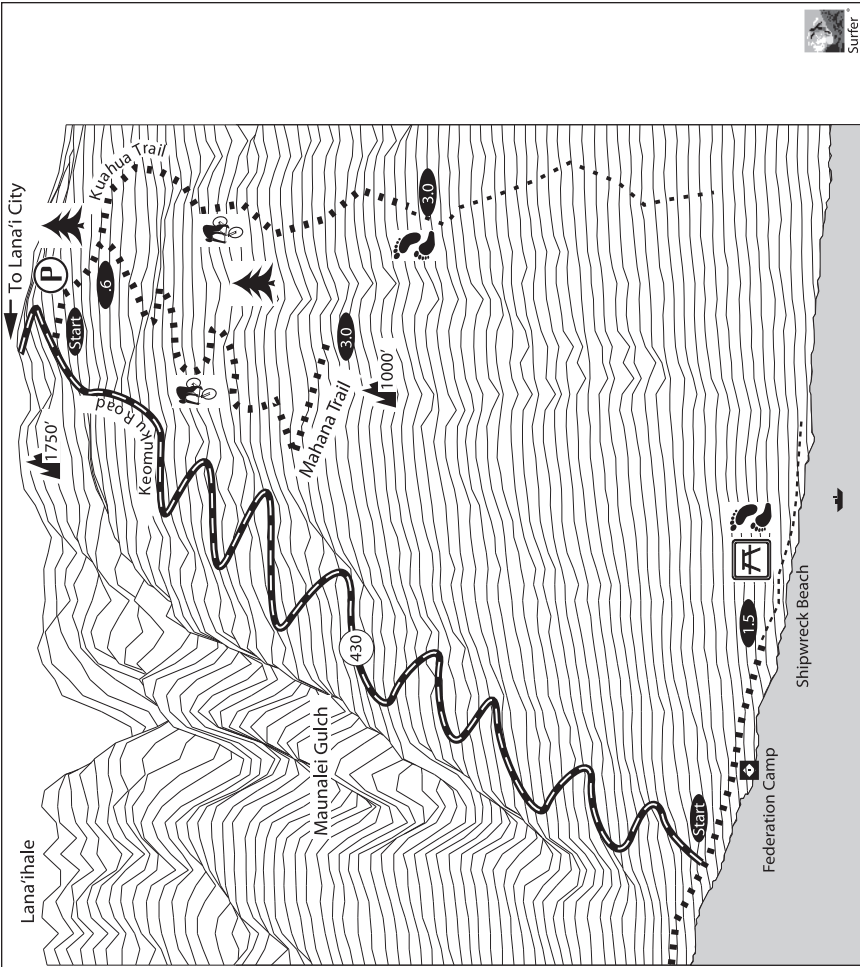 Lana'ihale
To Lana'i City
P
Start
.6
Kuahua Trail
1750'
Keomuku Road
3.0
3.0
1000'
Mahana Trail
430
Maunalei Gulch
Start
1.5
Shipwreck Beach
Federation Camp
Surfer